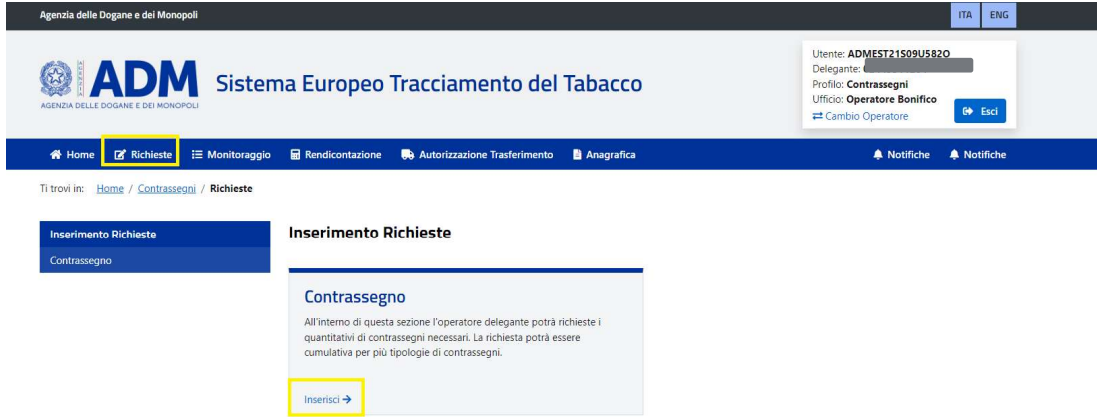 Agenzia delle Dogane e dei Monopoli
ITA ENG
ADM
AGENZIA DELLE DOGANE E DEI MONOPOLI
Sistema Europeo Tracciamento del Tabacco
Utente: ADMEST21S09U582O
Delegante:
Profilo: Contrassegni
Ufficio: Operatore Bonifico
Cambio Operatore
Esci
Home Richieste Monitoraggio Rendicontazione Autorizzazione Trasferimento Anagrafica Notifiche Notifiche
Ti trovi in: Home / Contrassegni / Richieste
Inserimento Richieste
Contrassegno
Inserimento Richieste
Contrassegno
All'interno di questa sezione l'operatore delegante potrà richieste i
quantitativi di contrassegni necessari. La richiesta potrà essere
cumulativa per più tipologie di contrassegni.
Inserisci